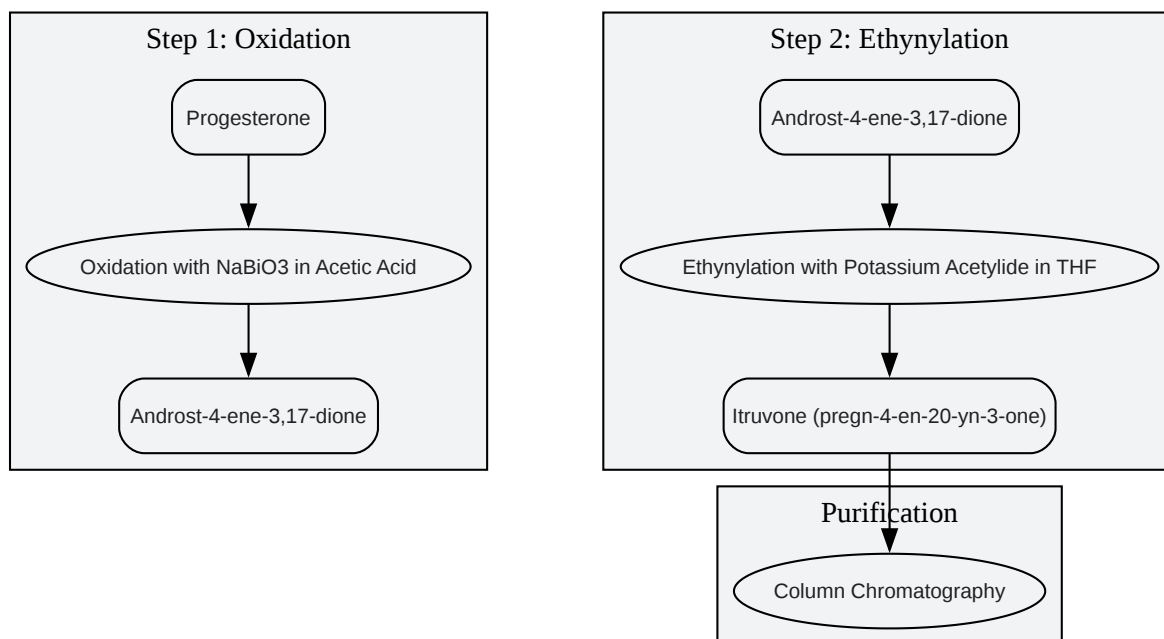 Step 1: Oxidation
Progesterone
Oxidation with NaBiO3 in Acetic Acid
Androst-4-ene-3,17-dione
Step 2: Ethynylation
Androst-4-ene-3,17-dione
Ethynylation with Potassium Acetylide in THF
Itruvone (pregn-4-en-20-yn-3-one)
Purification
Column Chromatography